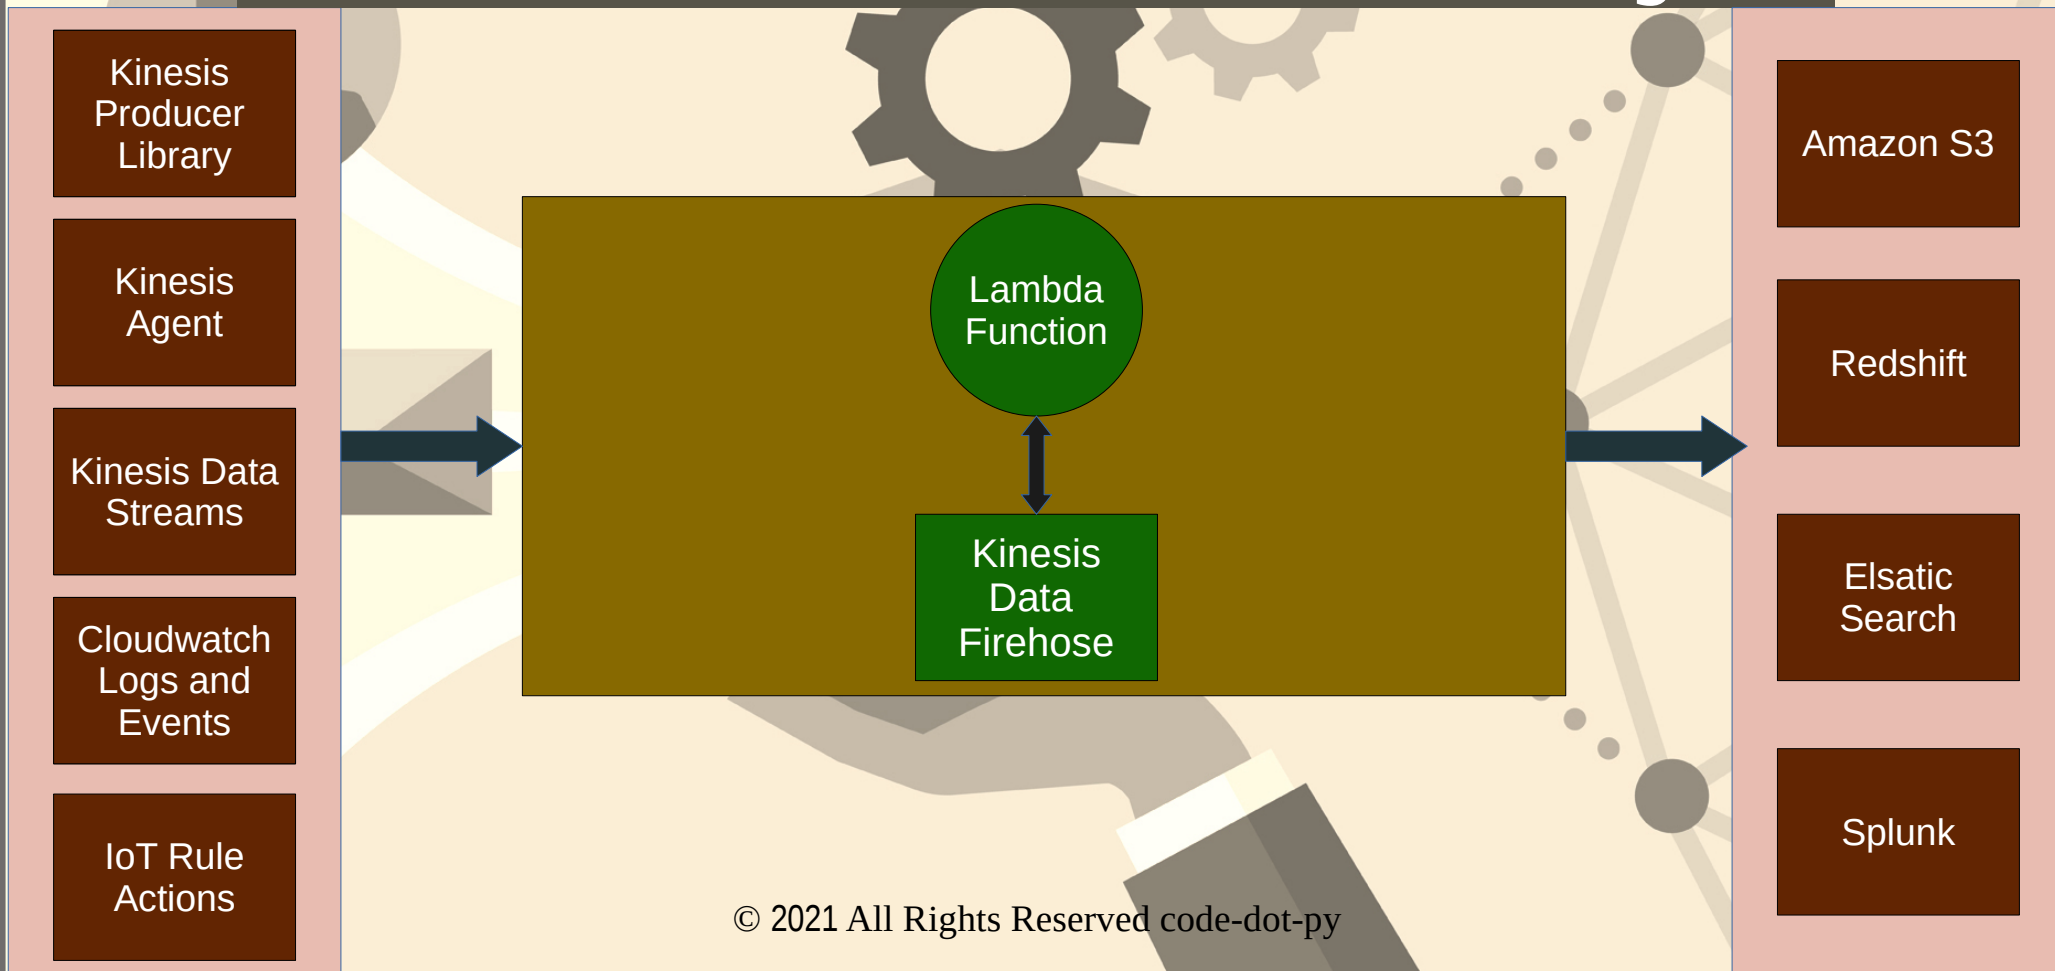 Kinesis
Producer
Library
Kinesis
Agent
Kinesis Data
Streams
Cloudwatch
Logs and
Events
IoT Rule
Actions
Lambda
Function
Kinesis
Data
Firehose
Amazon S3
Redshift
Elsatic
Search
Splunk
© 2021 All Rights Reserved code-dot-py